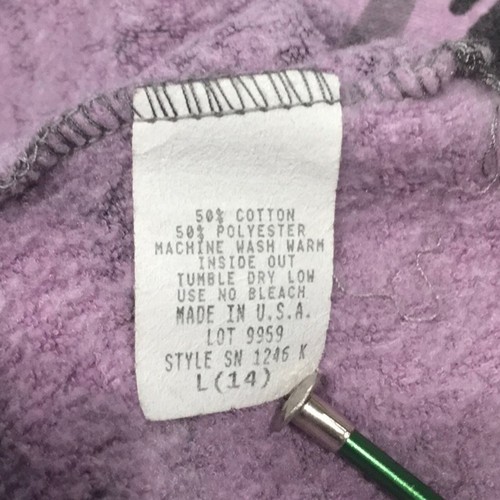 50% COTTON
50% POLYESTER
MACHINE WASH WARM
INSIDE OUT
TUMBLE DRY LOW
USE NO BLEACH
MADE IN U.S.A.
LOT 9959
STYLE SN 1246 K
L(14)